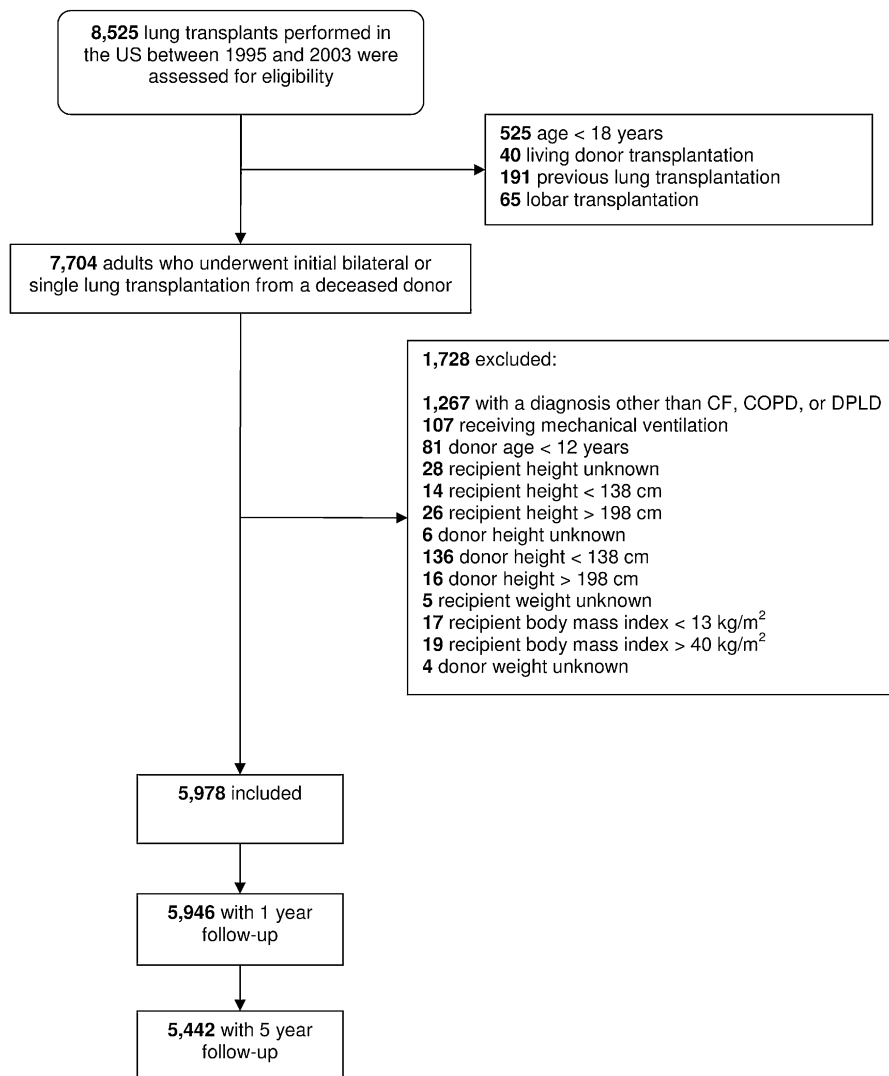 8,525 lung transplants performed
in the US between 1995 and 2003 were
assessed for eligibility
525 age < 18 years
40 living donor transplantation
191 previous lung transplantation
65 lobar transplantation
7,704 adults who underwent initial bilateral or
single lung transplantation from a deceased donor
1,728 excluded:
1,267 with a diagnosis other than CF, COPD, or DPLD
107 receiving mechanical ventilation
81 donor age < 12 years
28 recipient height unknown
14 recipient height < 138 cm
26 recipient height > 198 cm
6 donor height unknown
136 donor height < 138 cm
16 donor height > 198 cm
5 recipient weight unknown
17 recipient body mass index < 13 kg/m²
19 recipient body mass index > 40 kg/m²
4 donor weight unknown
5,978 included
5,946 with 1 year
follow-up
5,442 with 5 year
follow-up